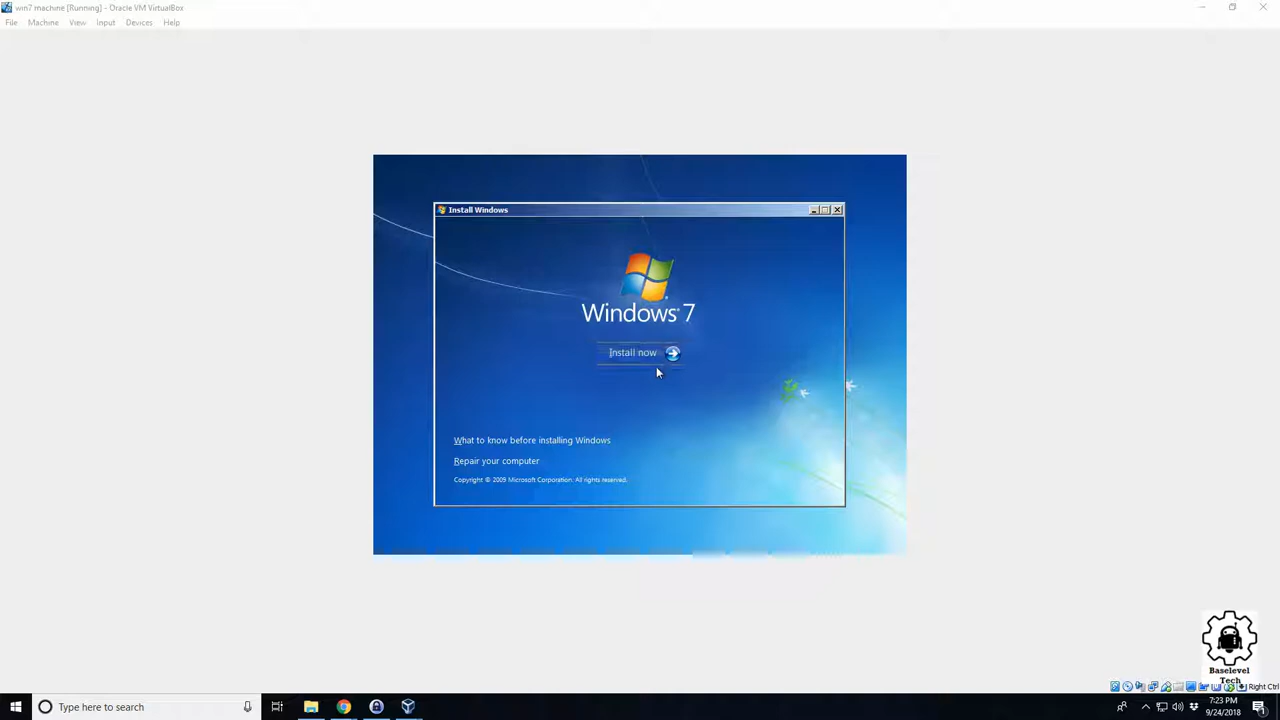 win7 machine [Running] - Oracle VM VirtualBox
File Machine View Input Devices Help
Install Windows
Windows 7
Install now
What to know before installing Windows
Repair your computer
Copyright © 2009 Microsoft Corporation. All rights reserved.
Baselevel
Tech
Right Ctrl
Type here to search
7:23 PM
9/24/2018